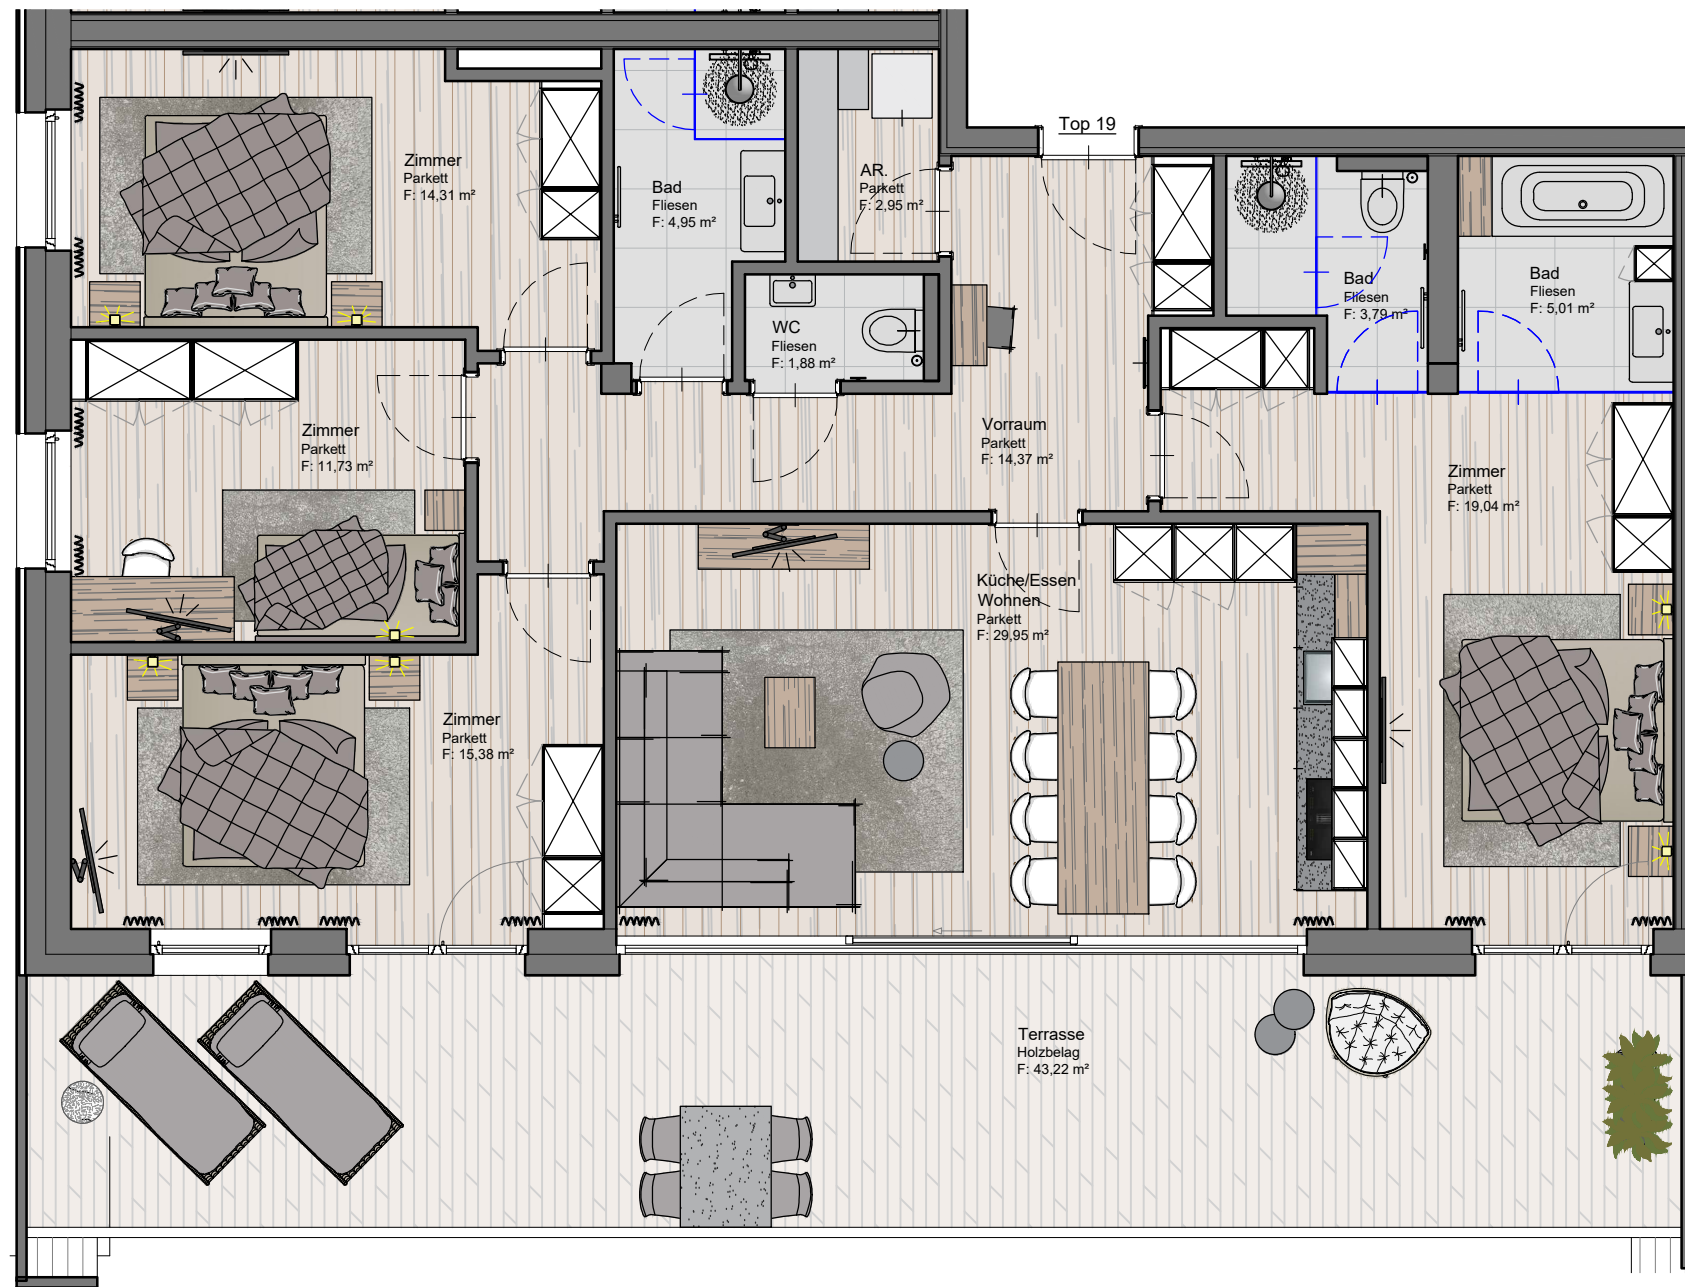 Top 19
Zimmer
Parkett
F: 14,31 m²
Bad
Fliesen
F: 4,95 m²
AR.
Parkett
F: 2,95 m²
Bad
Fliesen
F: 3,79 m²
Bad
Fliesen
F: 5,01 m²
WC
Fliesen
F: 1,88 m²
Zimmer
Parkett
F: 11,73 m²
Vorraum
Parkett
F: 14,37 m²
Zimmer
Parkett
F: 19,04 m²
Küche/Essen
Wohnen
Parkett
F: 29,95 m²
Zimmer
Parkett
F: 15,38 m²
Terrasse
Holzbelag
F: 43,22 m²